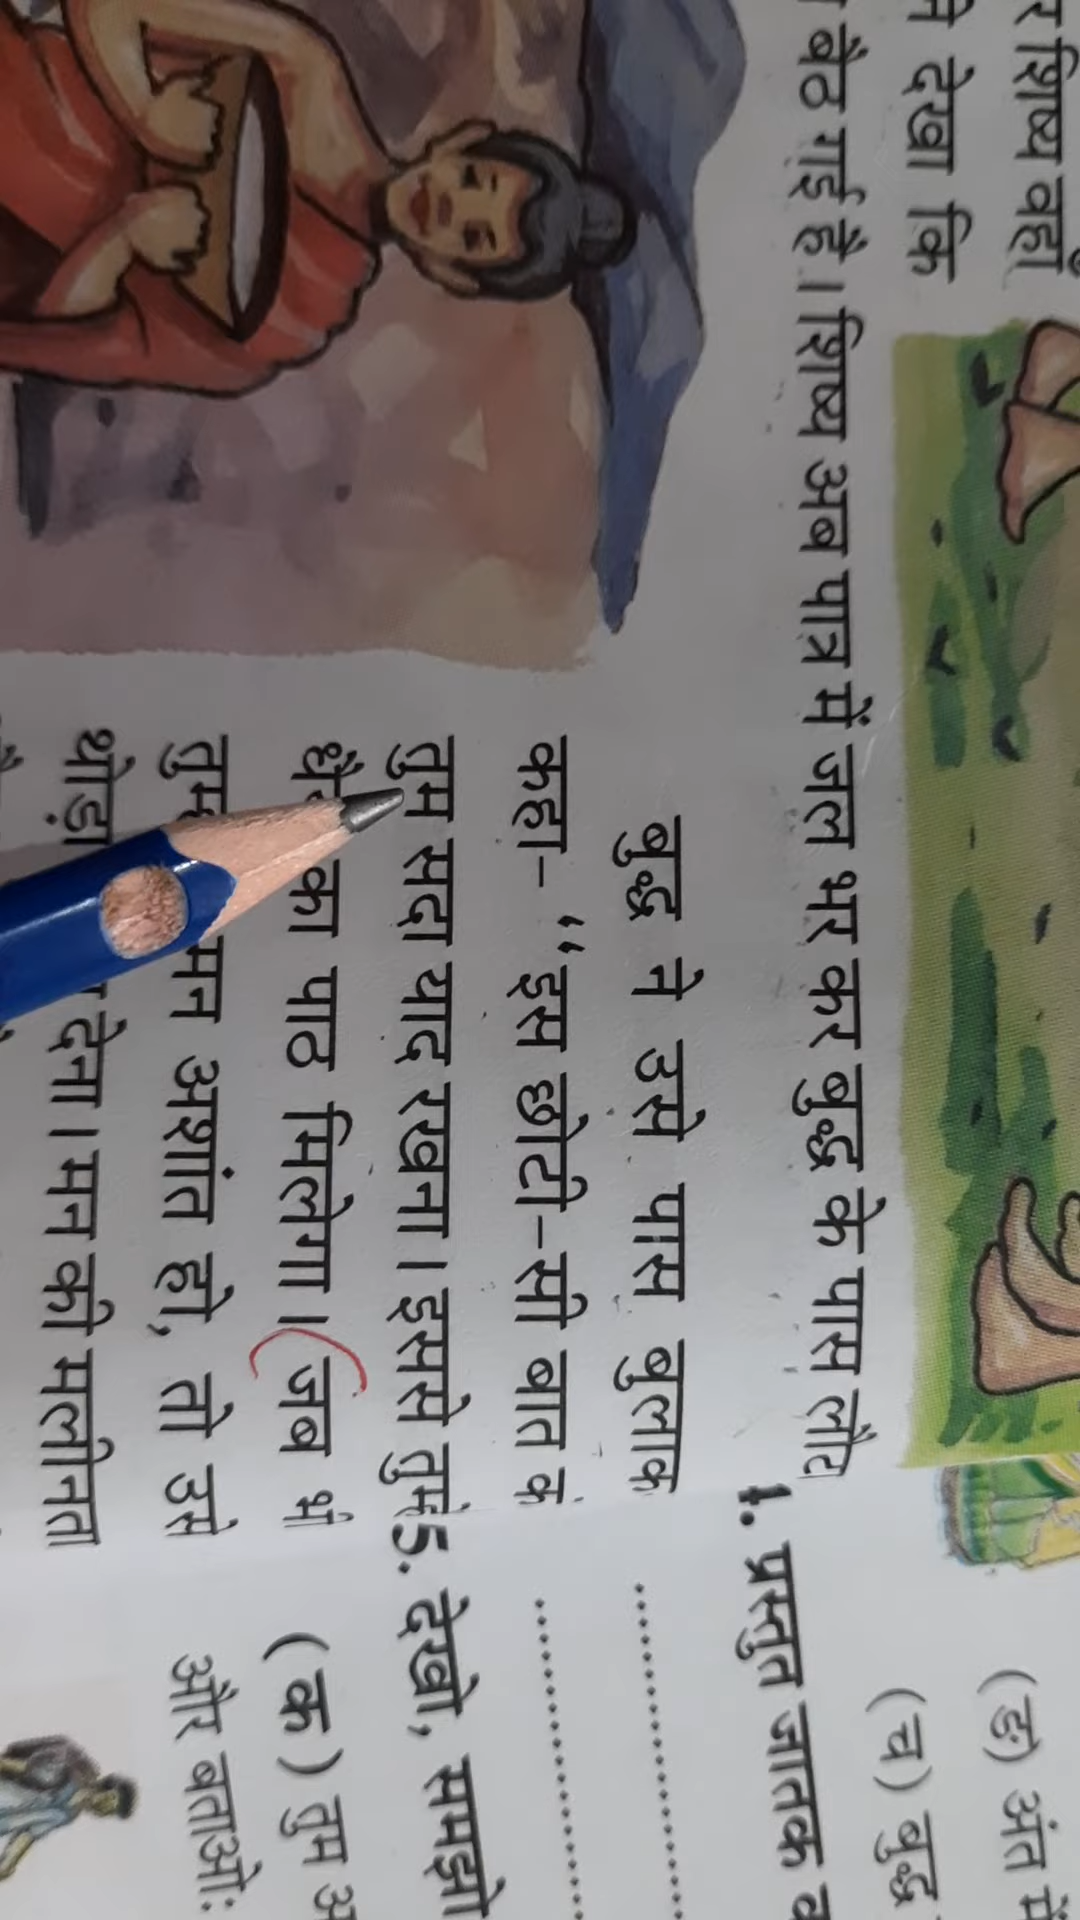 शिष्य वहाँ
देखा कि
बैठ गई है। शिष्य अब पात्र में जल भर कर बुद्ध के पास लौट
बुद्ध ने उसे पास बुलाक
कहा- “इस छोटी-सी बात क
तुम सदा याद रखना। इससे तुम
का पाठ मिलेगा। जब भी
मन अशांत हो, तो उसे
थोड़ा देना। मन की मलीनता
(ङ) अंत में
(च) बुद्ध
प्रस्तुत जातक
5. देखो, समझो
(क) तुम अ
और बताओ: